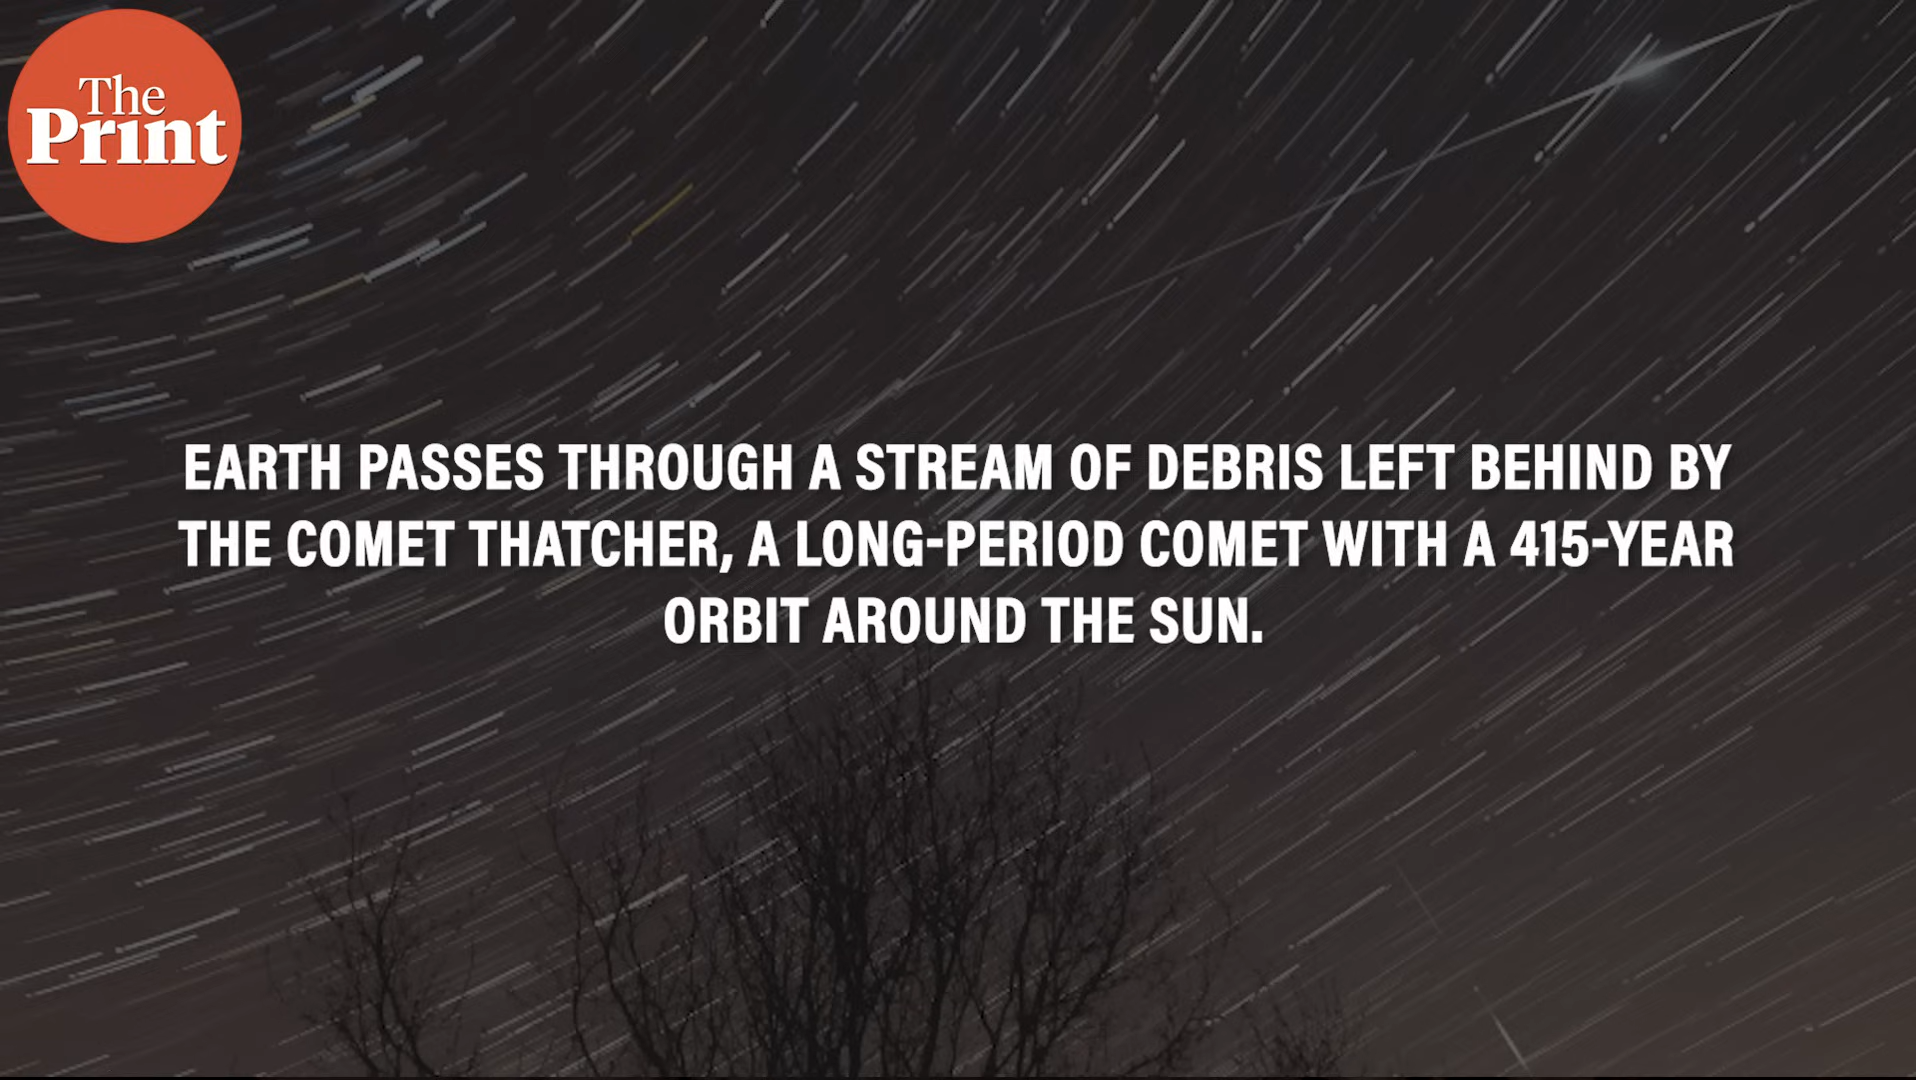 The
Print
EARTH PASSES THROUGH A STREAM OF DEBRIS LEFT BEHIND BY
THE COMET THATCHER, A LONG-PERIOD COMET WITH A 415-YEAR
ORBIT AROUND THE SUN.